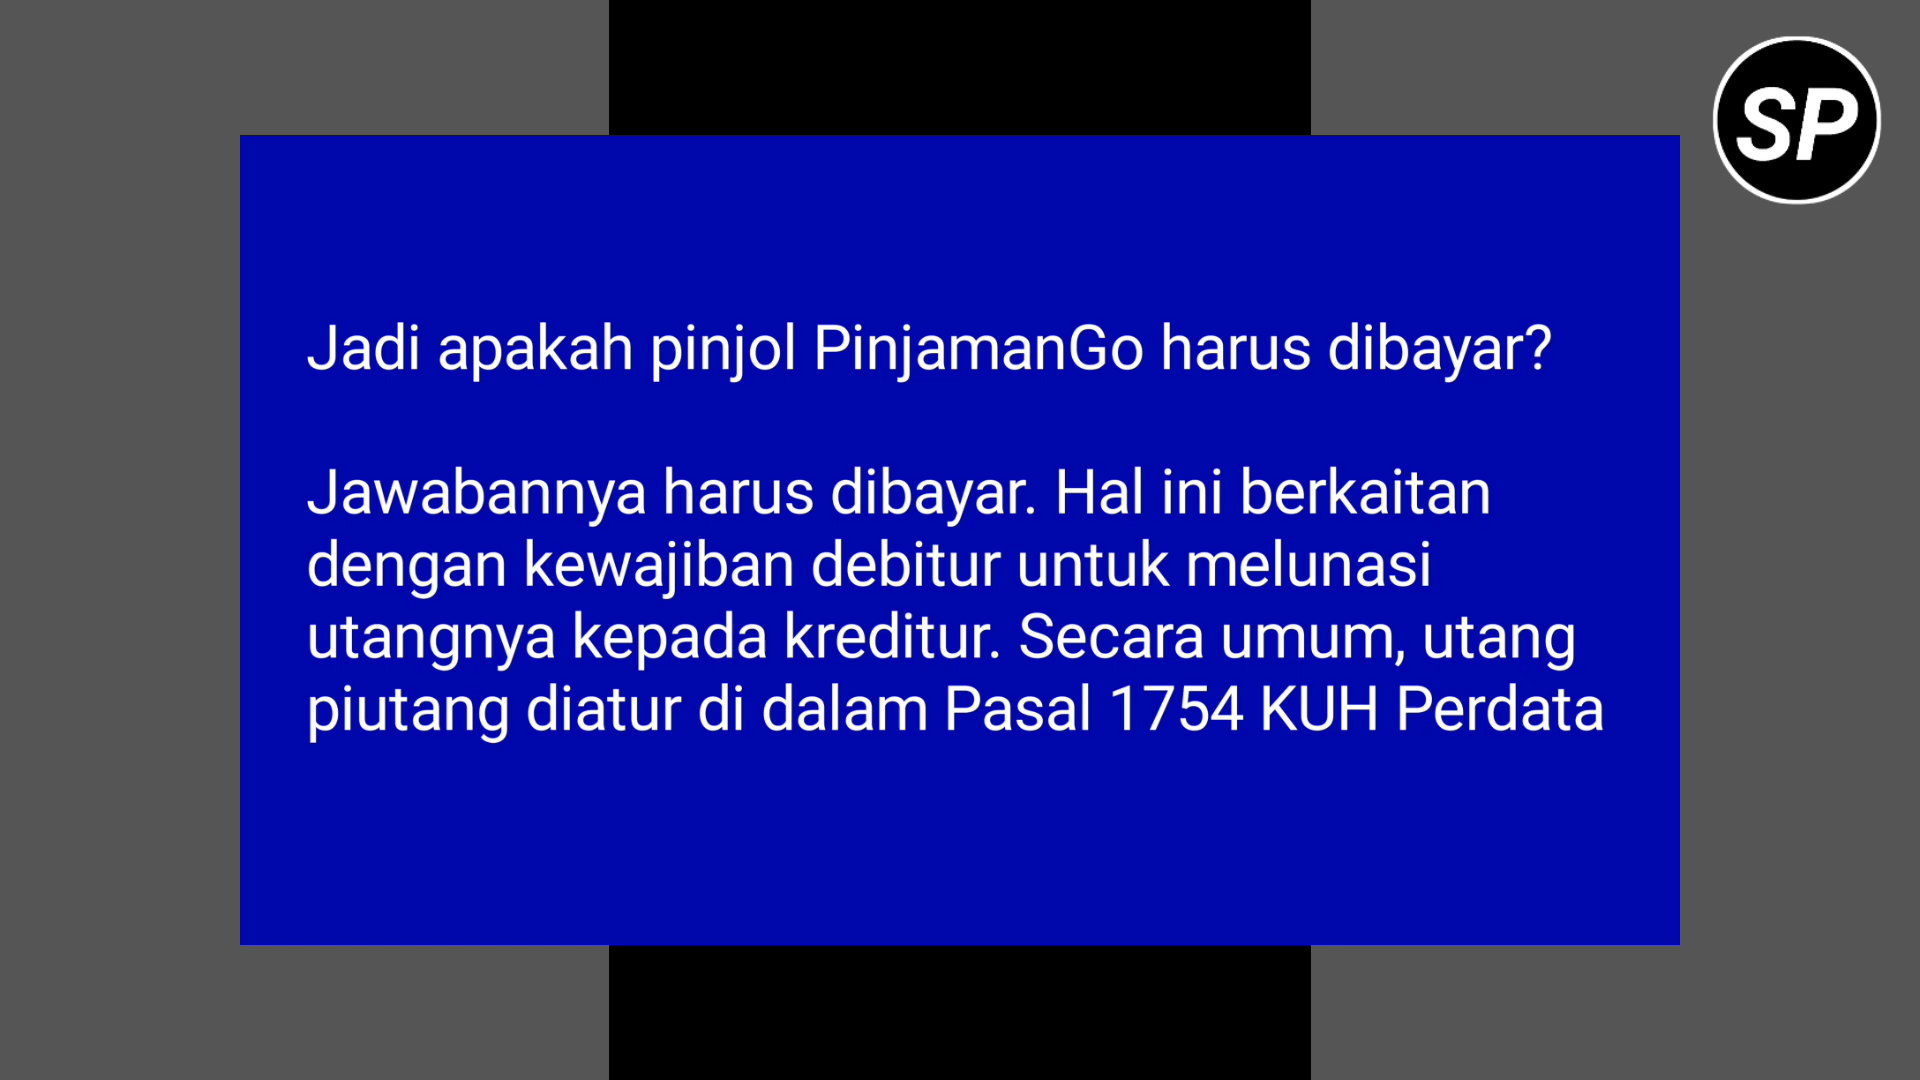 SP
Jadi apakah pinjol PinjamanGo harus dibayar?
Jawabannya harus dibayar. Hal ini berkaitan
dengan kewajiban debitur untuk melunasi
utangnya kepada kreditur. Secara umum, utang
piutang diatur di dalam Pasal 1754 KUH Perdata